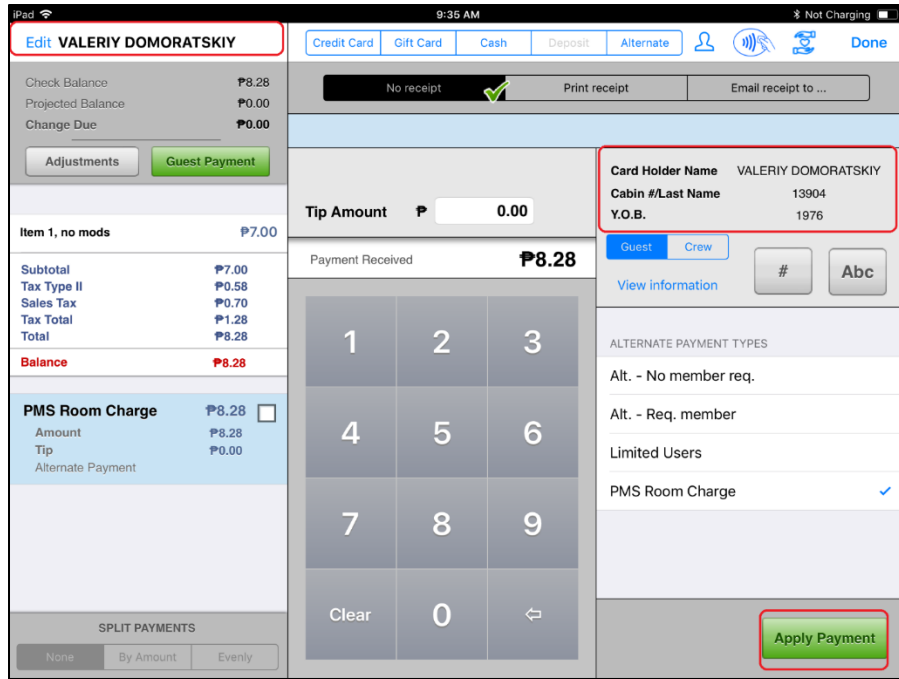 iPad 9:35 AM Not Charging
Edit VALERIY DOMORATSKIY
Credit Card Gift Card Cash Deposit Alternate Done
Check Balance ₱8.28
Projected Balance ₱0.00
Change Due ₱0.00
Adjustments Guest Payment
Item 1, no mods ₱7.00
Subtotal ₱7.00
Tax Type II ₱0.58
Sales Tax ₱0.70
Tax Total ₱1.28
Total ₱8.28
Balance ₱8.28
PMS Room Charge ₱8.28
Amount ₱8.28
Tip ₱0.00
Alternate Payment
SPLIT PAYMENTS
None By Amount Evenly
No receipt Print receipt Email receipt to ...
Tip Amount ₱ 0.00
Payment Received ₱8.28
1 2 3
4 5 6
7 8 9
Clear 0
Card Holder Name VALERIY DOMORATSKIY
Cabin #/Last Name 13904
Y.O.B. 1976
Guest Crew
View information
# Abc
ALTERNATE PAYMENT TYPES
Alt. - No member req.
Alt. - Req. member
Limited Users
PMS Room Charge
Apply Payment